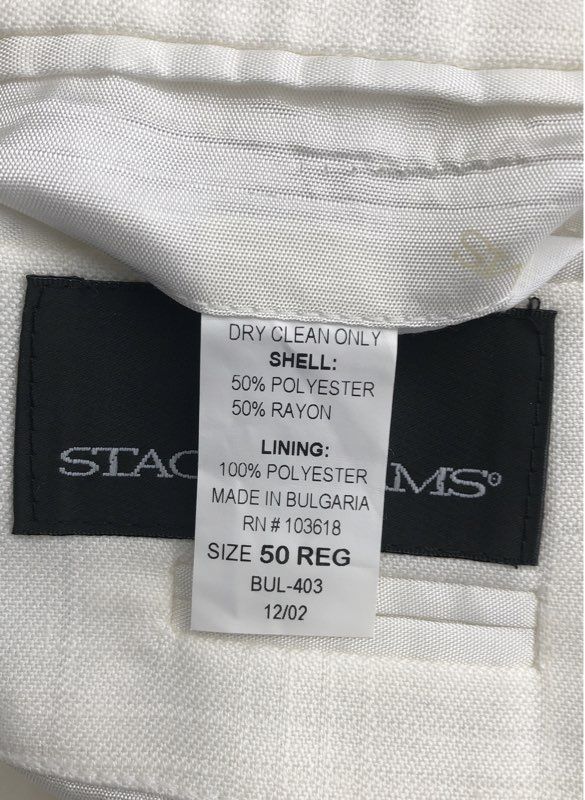 DRY CLEAN ONLY
SHELL:
50% POLYESTER
50% RAYON
LINING:
100% POLYESTER
MADE IN BULGARIA
RN # 103618
SIZE 50 REG
BUL-403
12/02